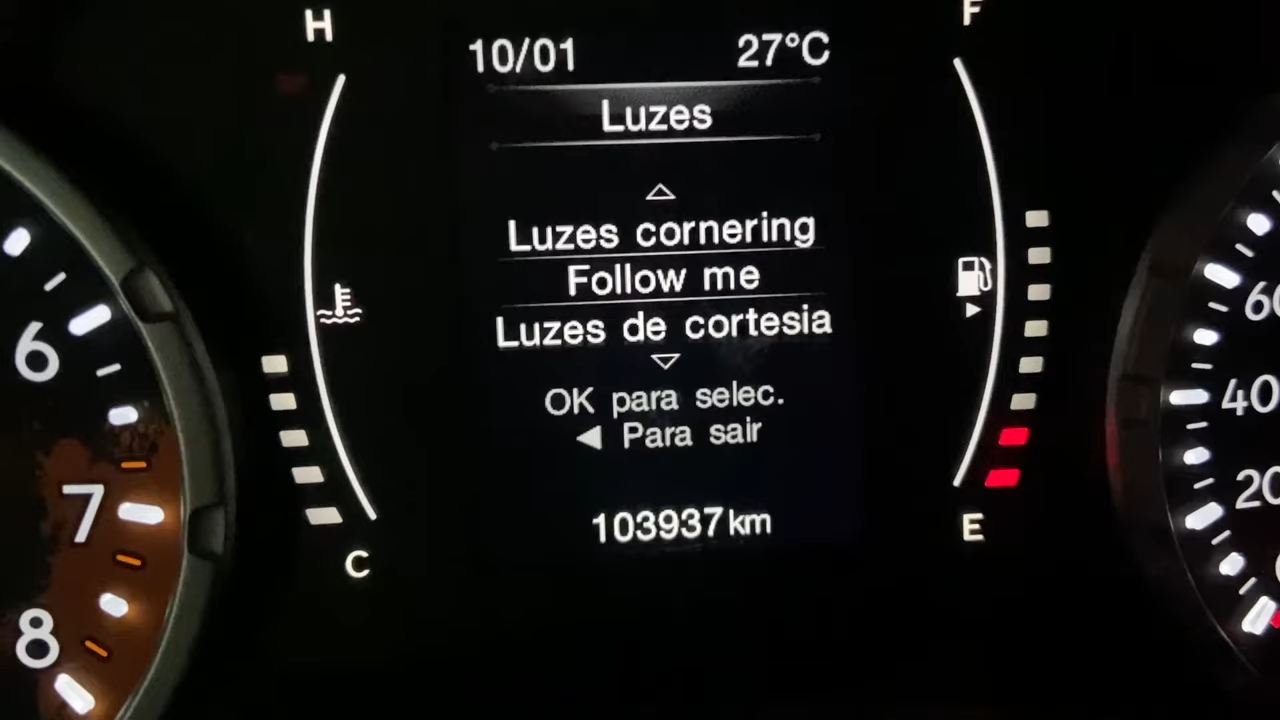 H
F
10/01 27°C
Luzes
Luzes cornering
Follow me
Luzes de cortesia
OK para selec.
Para sair
103937 km
C
E
6
7
8
60
40
20